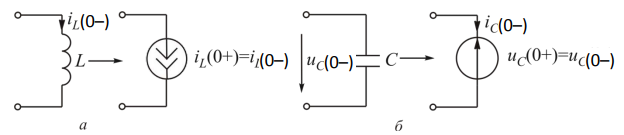 i_L(0–)
L
i_L(0+)=i_L(0–)
а
u_C(0–)
C
i_C(0–)
u_C(0+)=u_C(0–)
б